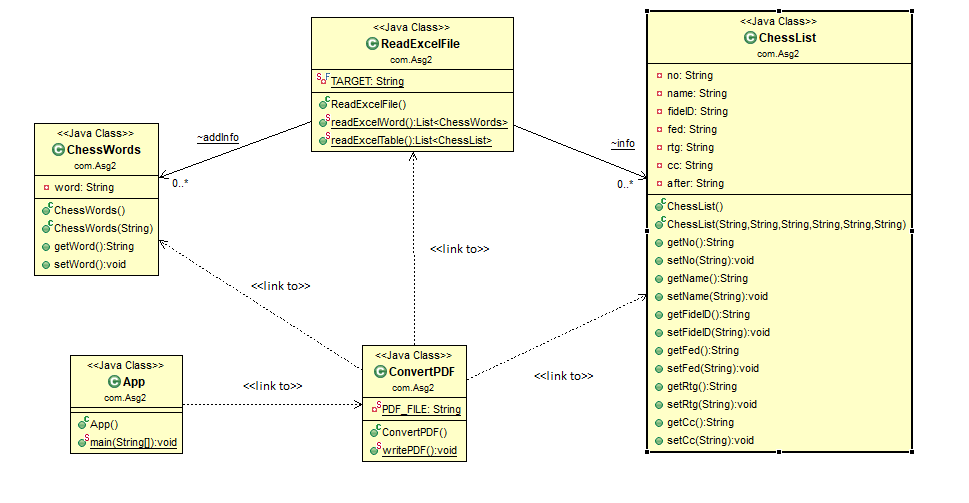 <<Java Class>>
ReadExcelFile
com.Asg2
TARGET: String
ReadExcelFile()
readExcelWord():List<ChessWords>
readExcelTable():List<ChessList>
<<Java Class>>
ChessList
com.Asg2
no: String
name: String
fideID: String
fed: String
rtg: String
cc: String
after: String
ChessList()
ChessList(String,String,String,String,String,String)
getNo():String
setNo(String):void
getName():String
setName(String):void
getFideID():String
setFideID(String):void
getFed():String
setFed(String):void
getRtg():String
setRtg(String):void
getCc():String
setCc(String):void
~addInfo
0..*
~info
0..*
<<Java Class>>
ChessWords
com.Asg2
word: String
ChessWords()
ChessWords(String)
getWord():String
setWord():void
<<link to>>
<<link to>>
<<link to>>
<<link to>>
<<Java Class>>
App
com.Asg2
App()
main(String[]):void
<<Java Class>>
ConvertPDF
com.Asg2
PDF_FILE: String
ConvertPDF()
writePDF():void